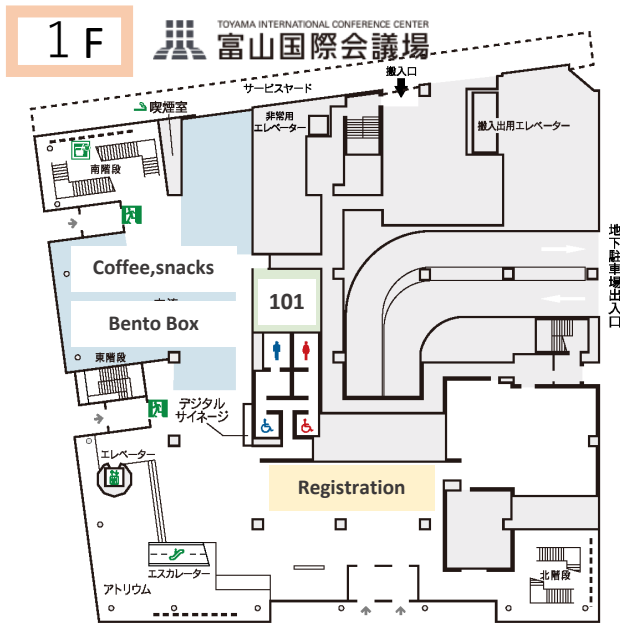 1F
TOYAMA INTERNATIONAL CONFERENCE CENTER
富山国際会議場
搬入口
サービスヤード
喫煙室
非常用
エレベーター
搬入出用エレベーター
南階段
地下駐車場出入口
Coffee,snacks
101
Bento Box
東階段
デジタル
サイネージ
エレベーター
Registration
エスカレーター
北階段
アトリウム